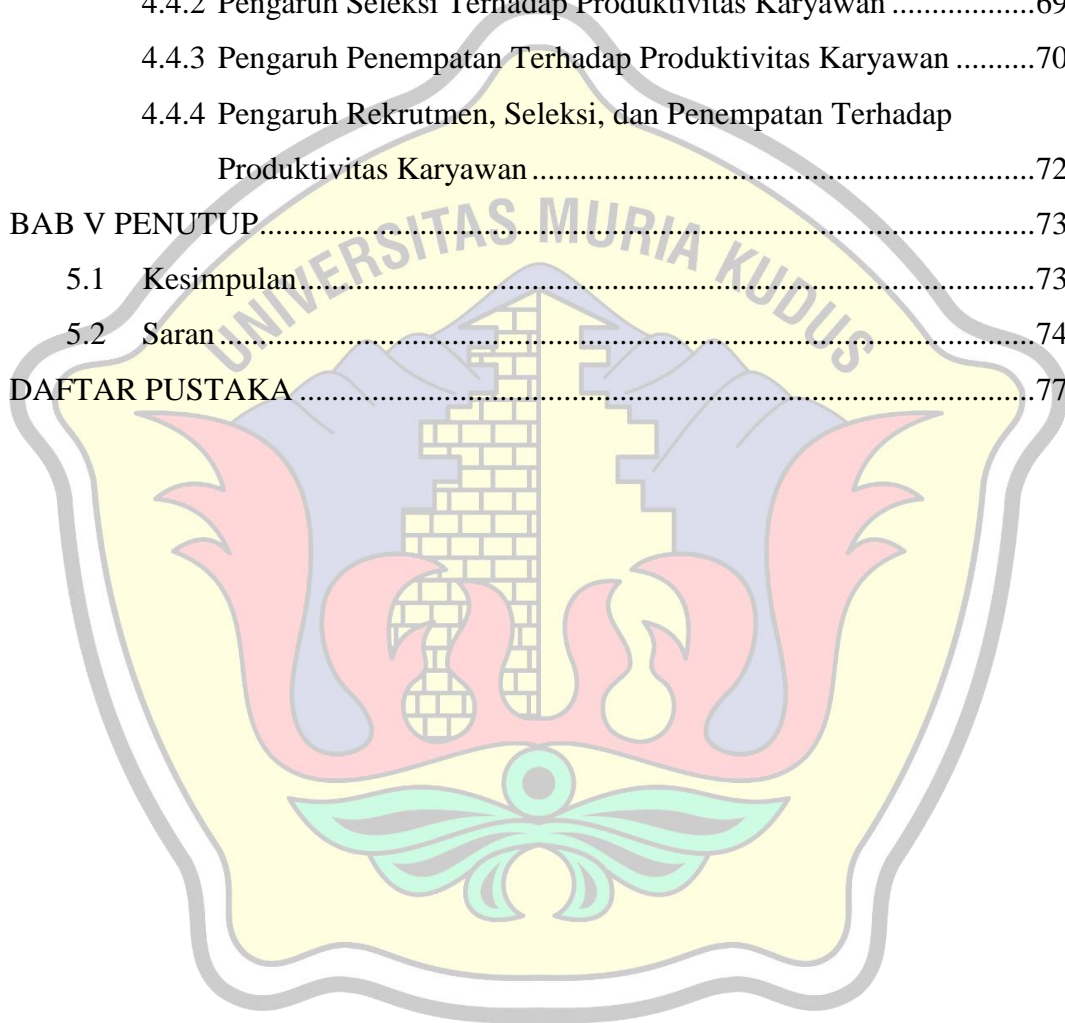 4.4.2 Pengaruh Seleksi Terhadap Produktivitas Karyawan ..................69
4.4.3 Pengaruh Penempatan Terhadap Produktivitas Karyawan ..........70
4.4.4 Pengaruh Rekrutmen, Seleksi, dan Penempatan Terhadap
Produktivitas Karyawan ................................................................72
BAB V PENUTUP..................................................................................................73
5.1 Kesimpulan..............................................................................................73
5.2 Saran ........................................................................................................74
DAFTAR PUSTAKA .............................................................................................77
UNIVERSITAS MURIA KUDUS